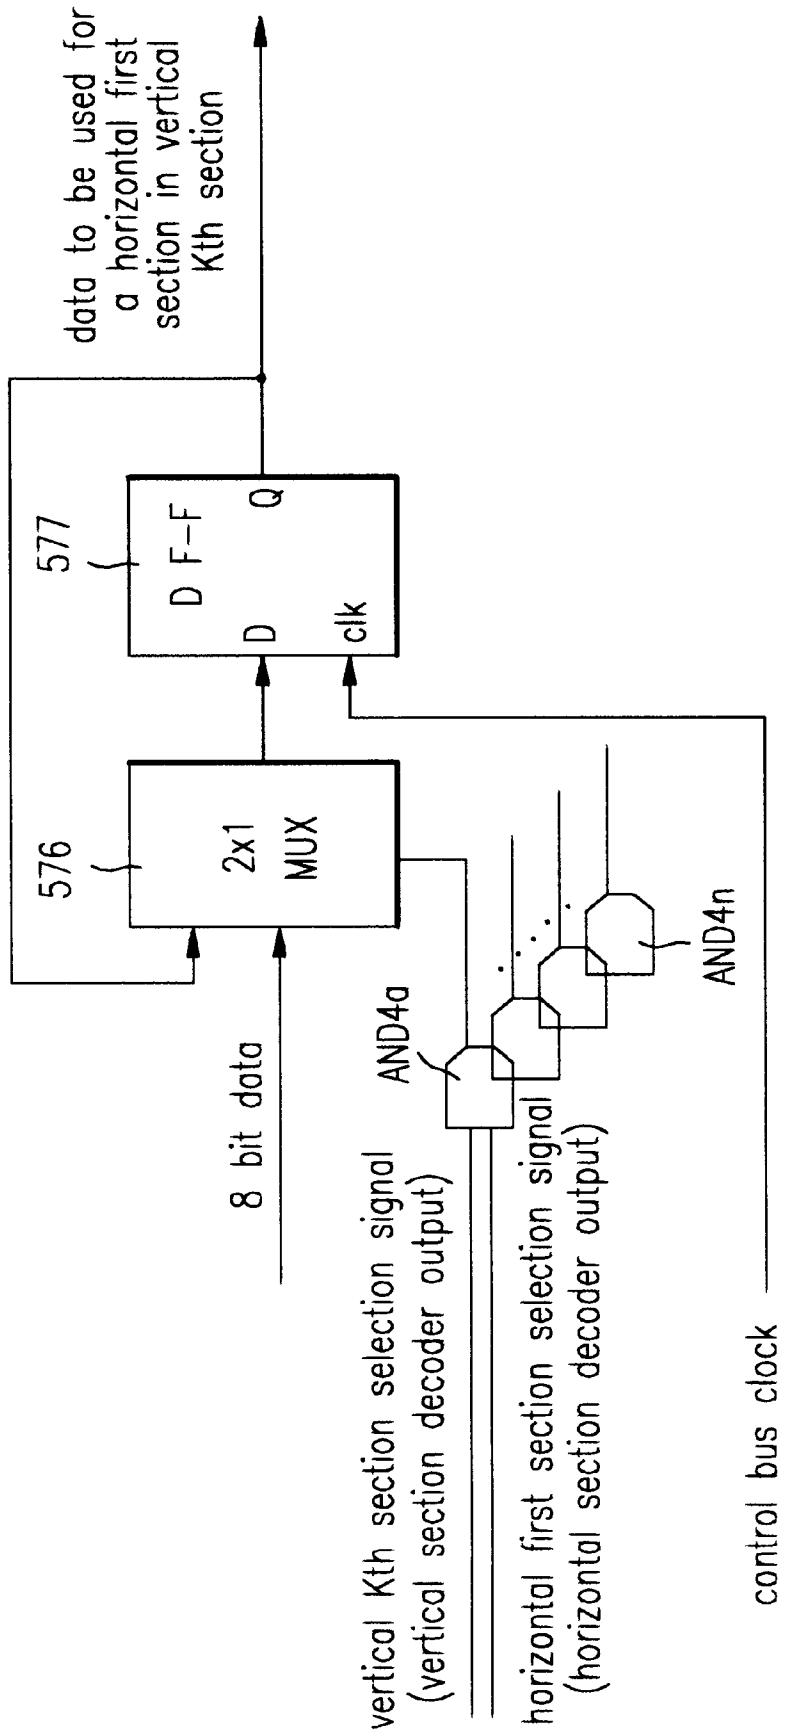 data to be used for
a horizontal first
section in vertical
Kth section
577
D F-F
D
Q
clk
576
2x1
MUX
8 bit data
AND4a
AND4n
vertical Kth section selection signal
(vertical section decoder output)
horizontal first section selection signal
(horizontal section decoder output)
control bus clock